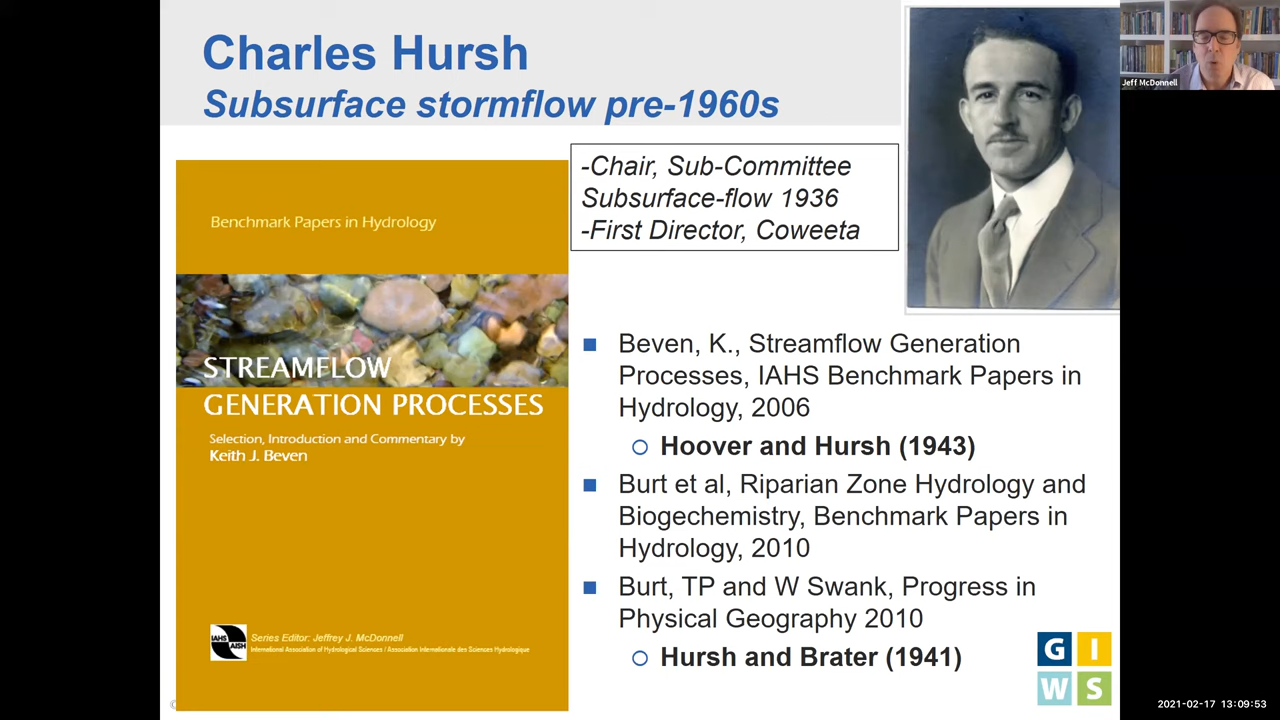 Charles Hursh
Subsurface stormflow pre-1960s
Jeff McDonnell
-Chair, Sub-Committee
Subsurface-flow 1936
-First Director, Coweeta
Benchmark Papers in Hydrology
STREAMFLOW
GENERATION PROCESSES
Selection, Introduction and Commentary by
Keith J. Beven
IAHS
AISH
Series Editor: Jeffrey J. McDonnell
International Association of Hydrological Sciences / Association Internationale des Sciences Hydrologique
Beven, K., Streamflow Generation
Processes, IAHS Benchmark Papers in
Hydrology, 2006
Hoover and Hursh (1943)
Burt et al, Riparian Zone Hydrology and
Biogechemistry, Benchmark Papers in
Hydrology, 2010
Burt, TP and W Swank, Progress in
Physical Geography 2010
Hursh and Brater (1941)
G I
W S
©
2021-02-17 13:09:53